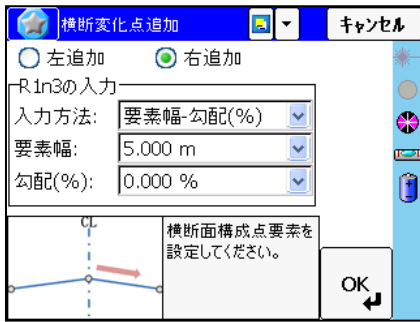 横断変化点追加
キャンセル
左追加
右追加
R1n3の入力
入力方法:
要素幅-勾配(%)
要素幅:
5.000 m
勾配(%):
0.000 %
CL
横断面構成点要素を
設定してください。
OK